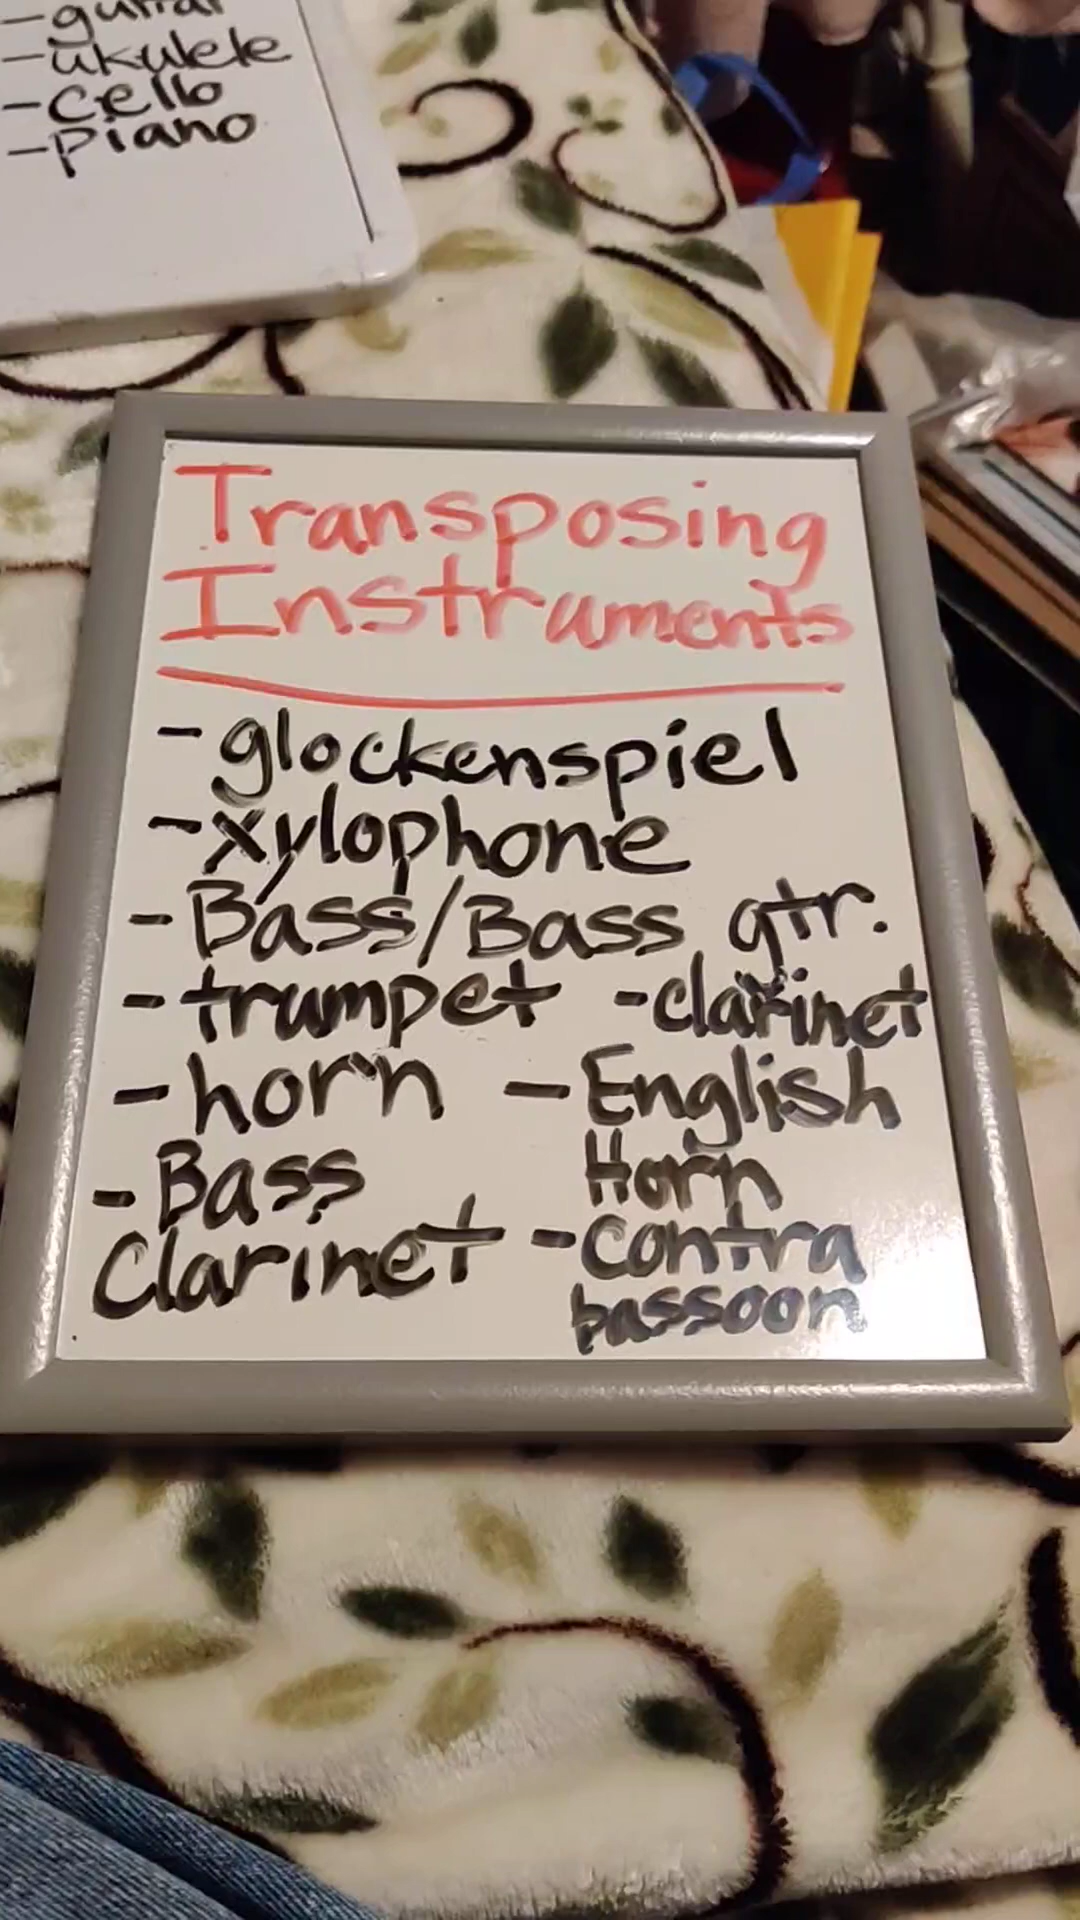 -guitar
-ukulele
-cello
-piano
Transposing
Instruments
-glockenspiel
-xylophone
-Bass/Bass gtr.
-trumpet -clarinet
-horn -English
Horn
-Bass
Clarinet -Contra
bassoon